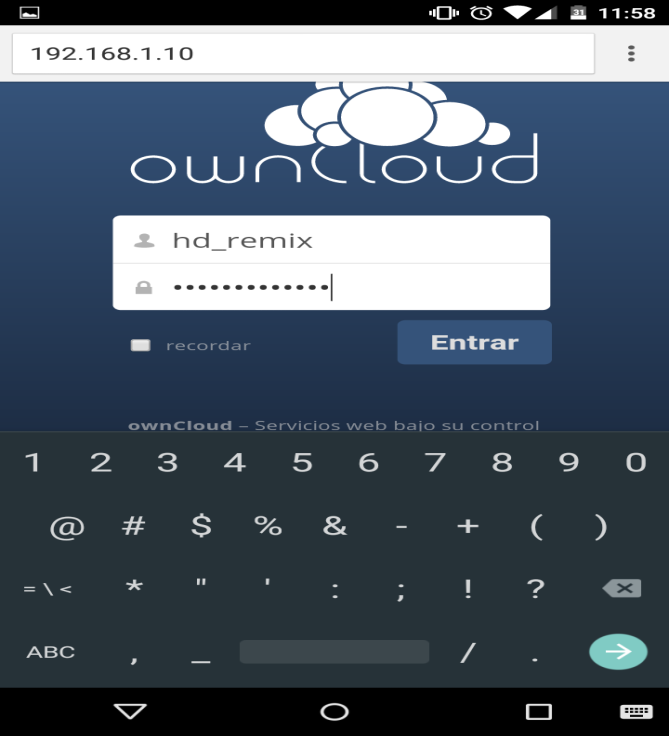 31 11:58
192.168.1.10
ownCloud
hd_remix
•••••••••••••
recordar
Entrar
ownCloud – Servicios web bajo su control
1 2 3 4 5 6 7 8 9 0
@ # $ % & - + ( )
= \ < * " ' : ; ! ?
ABC , _ / .